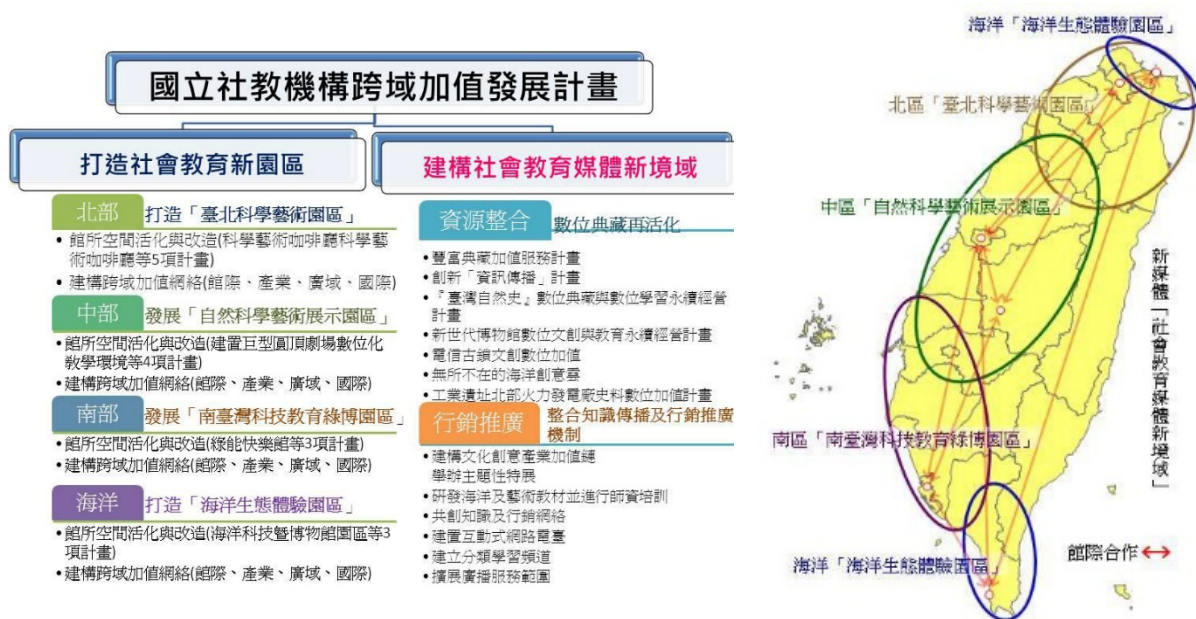 國立社教機構跨域加值發展計畫
打造社會教育新園區
北部 打造「臺北科學藝術園區」
•館所空間活化與改造(科學藝術咖啡廳科學藝
術咖啡廳等5項計畫)
•建構跨域加值網絡(館際、產業、廣域、國際)
中部 發展「自然科學藝術展示園區」
•館所空間活化與改造(建置巨型圓頂劇場數位化
教學環境等4項計畫)
•建構跨域加值網絡(館際、產業、廣域、國際)
南部 發展「南臺灣科技教育綠博園區」
•館所空間活化與改造(綠能快樂館等3項計畫)
•建構跨域加值網絡(館際、產業、廣域、國際)
海洋 打造「海洋生態體驗園區」
•館所空間活化與改造(海洋科技暨博物館園區等3
項計畫)
•建構跨域加值網絡(館際、產業、廣域、國際)
建構社會教育媒體新境域
資源整合 數位典藏再活化
•豐富典藏加值服務計畫
•創新「資訊傳播」計畫
•『臺灣自然史』數位典藏與數位學習永續經營
計畫
•新世代博物館數位文創與教育永續經營計畫
•電信古鎮文創數位加值
•無所不在的海洋創意雲
•工業遺址北部火力發電廠史料數位加值計畫
行銷推廣 整合知識傳播及行銷推廣
機制
•建構文化創意產業加值鏈
舉辦主題性特展
•研發海洋及藝術教材並進行師資培訓
•共創知識及行銷網絡
•建置互動式網路電臺
•建立分類學習頻道
•擴展廣播服務範圍
海洋「海洋生態體驗園區」
北區「臺北科學藝術園區」
中區「自然科學藝術展示園區」
南區「南臺灣科技教育綠博園區」
海洋「海洋生態體驗園區」
新媒體「社會教育媒體新境域」
館際合作